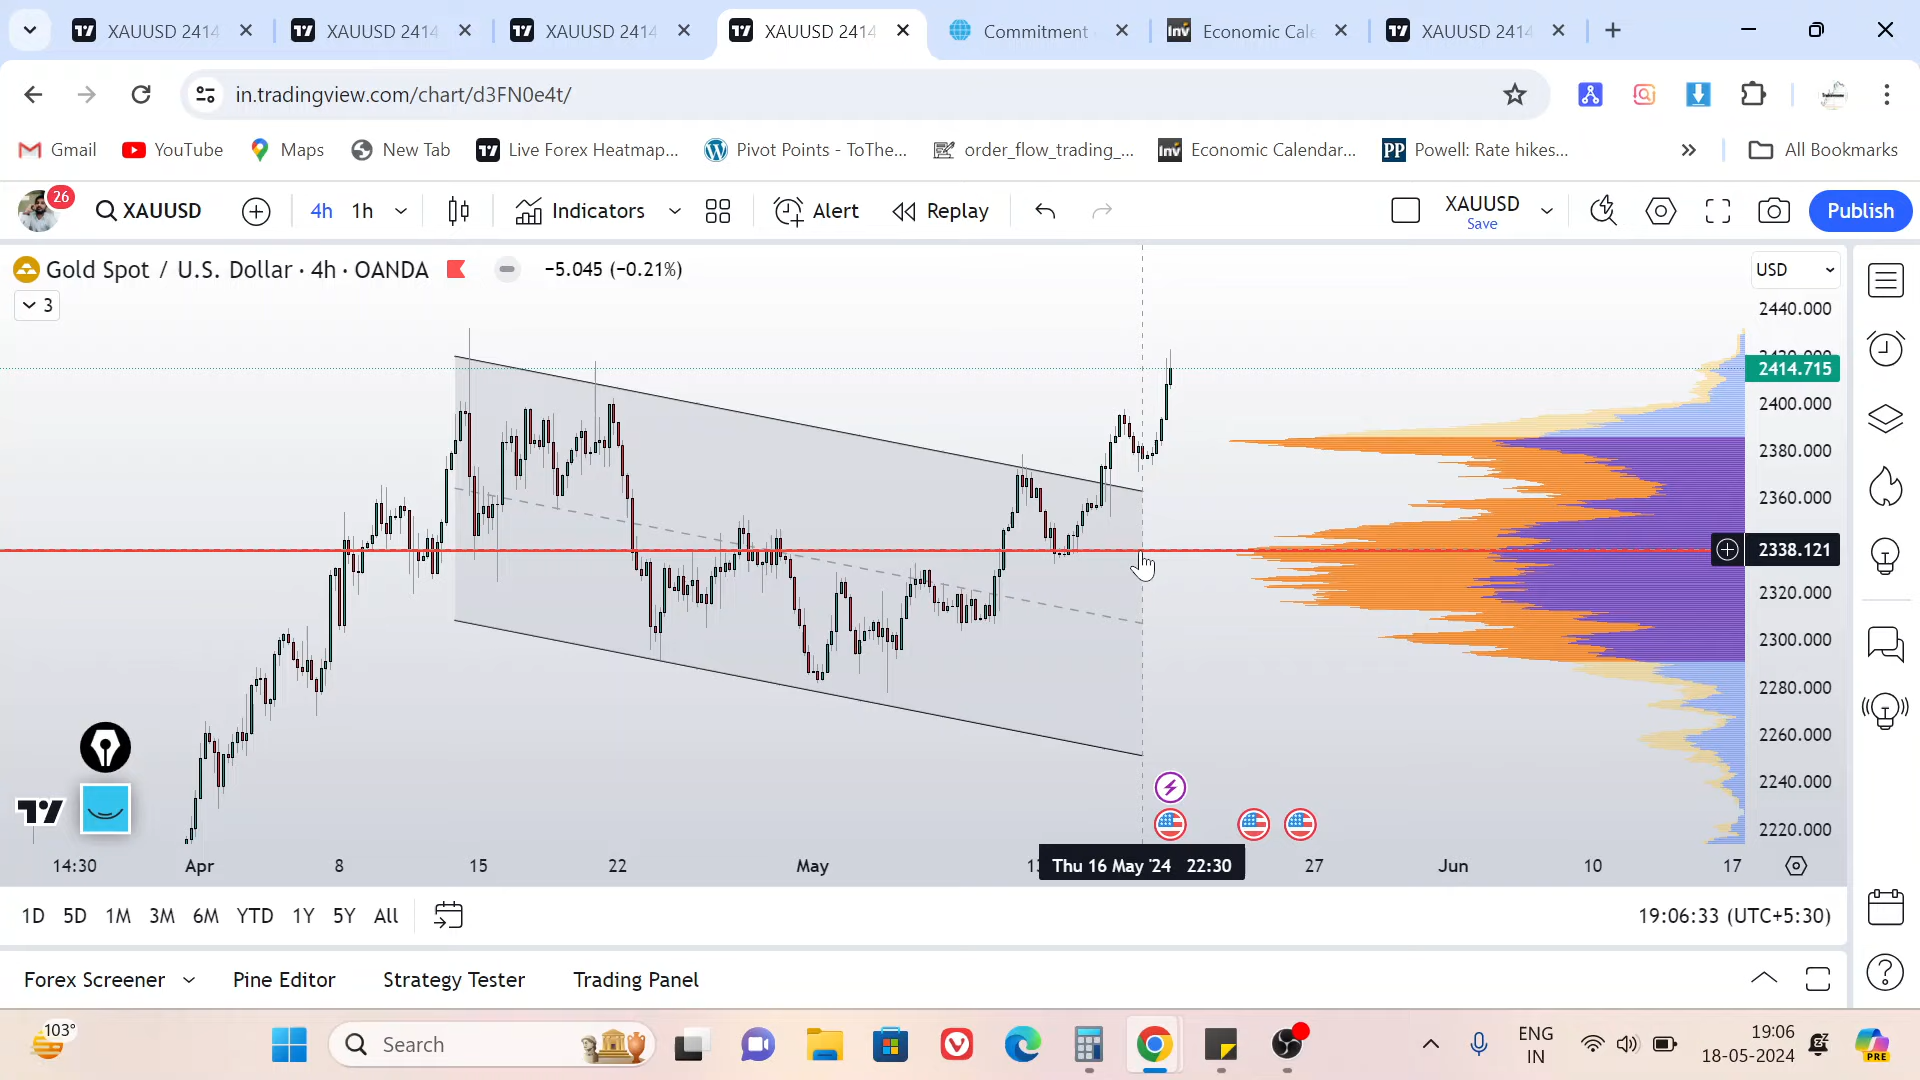 XAUUSD 2414
XAUUSD 2414
XAUUSD 2414
XAUUSD 2414
Commitment
Economic Cale
XAUUSD 2414
in.tradingview.com/chart/d3FN0e4t/
Gmail
YouTube
Maps
New Tab
Live Forex Heatmap...
Pivot Points - ToThe...
order_flow_trading_...
Inv
Economic Calendar...
PP
Powell: Rate hikes...
All Bookmarks
26
XAUUSD
4h
1h
Indicators
Alert
Replay
XAUUSD
Save
Publish
Gold Spot / U.S. Dollar · 4h · OANDA
−5.045 (−0.21%)
USD
3
2440.000
2414.715
2400.000
2380.000
2360.000
2338.121
2320.000
2300.000
2280.000
2260.000
2240.000
2220.000
14:30
Apr
8
15
22
May
Thu 16 May '24 22:30
27
Jun
10
17
1D
5D
1M
3M
6M
YTD
1Y
5Y
All
19:06:33 (UTC+5:30)
Forex Screener
Pine Editor
Strategy Tester
Trading Panel
103°
Search
ENG
IN
19:06
18-05-2024
PRE